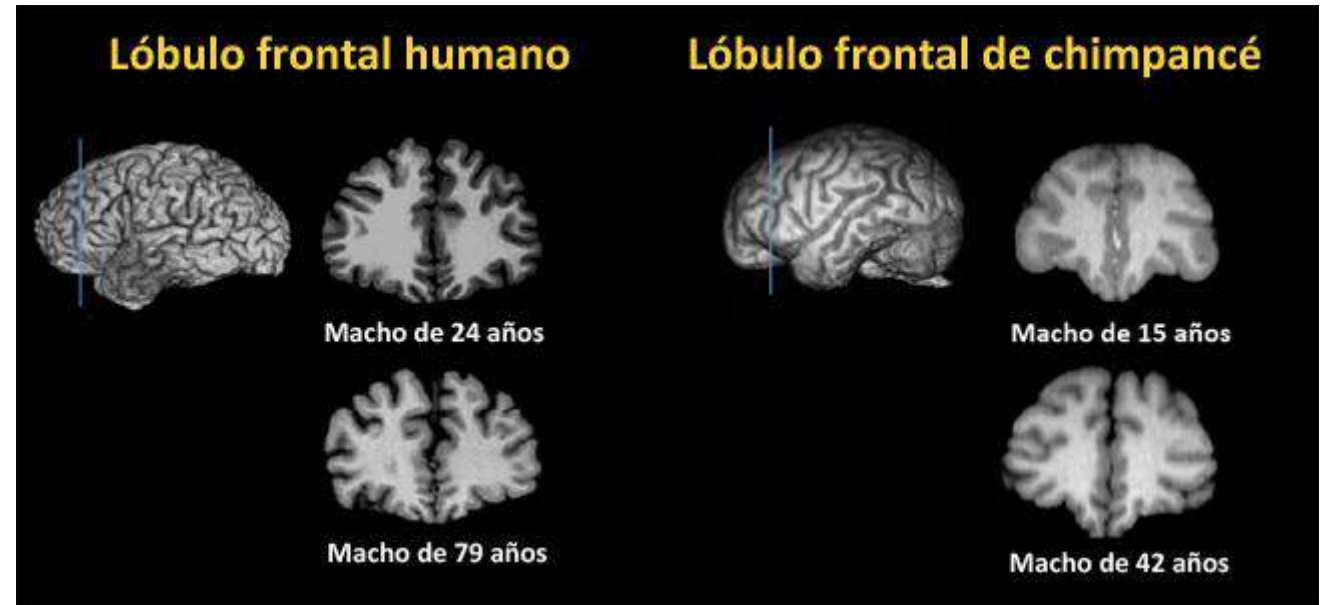 Lóbulo frontal humano
Lóbulo frontal de chimpancé
Macho de 24 años
Macho de 15 años
Macho de 79 años
Macho de 42 años